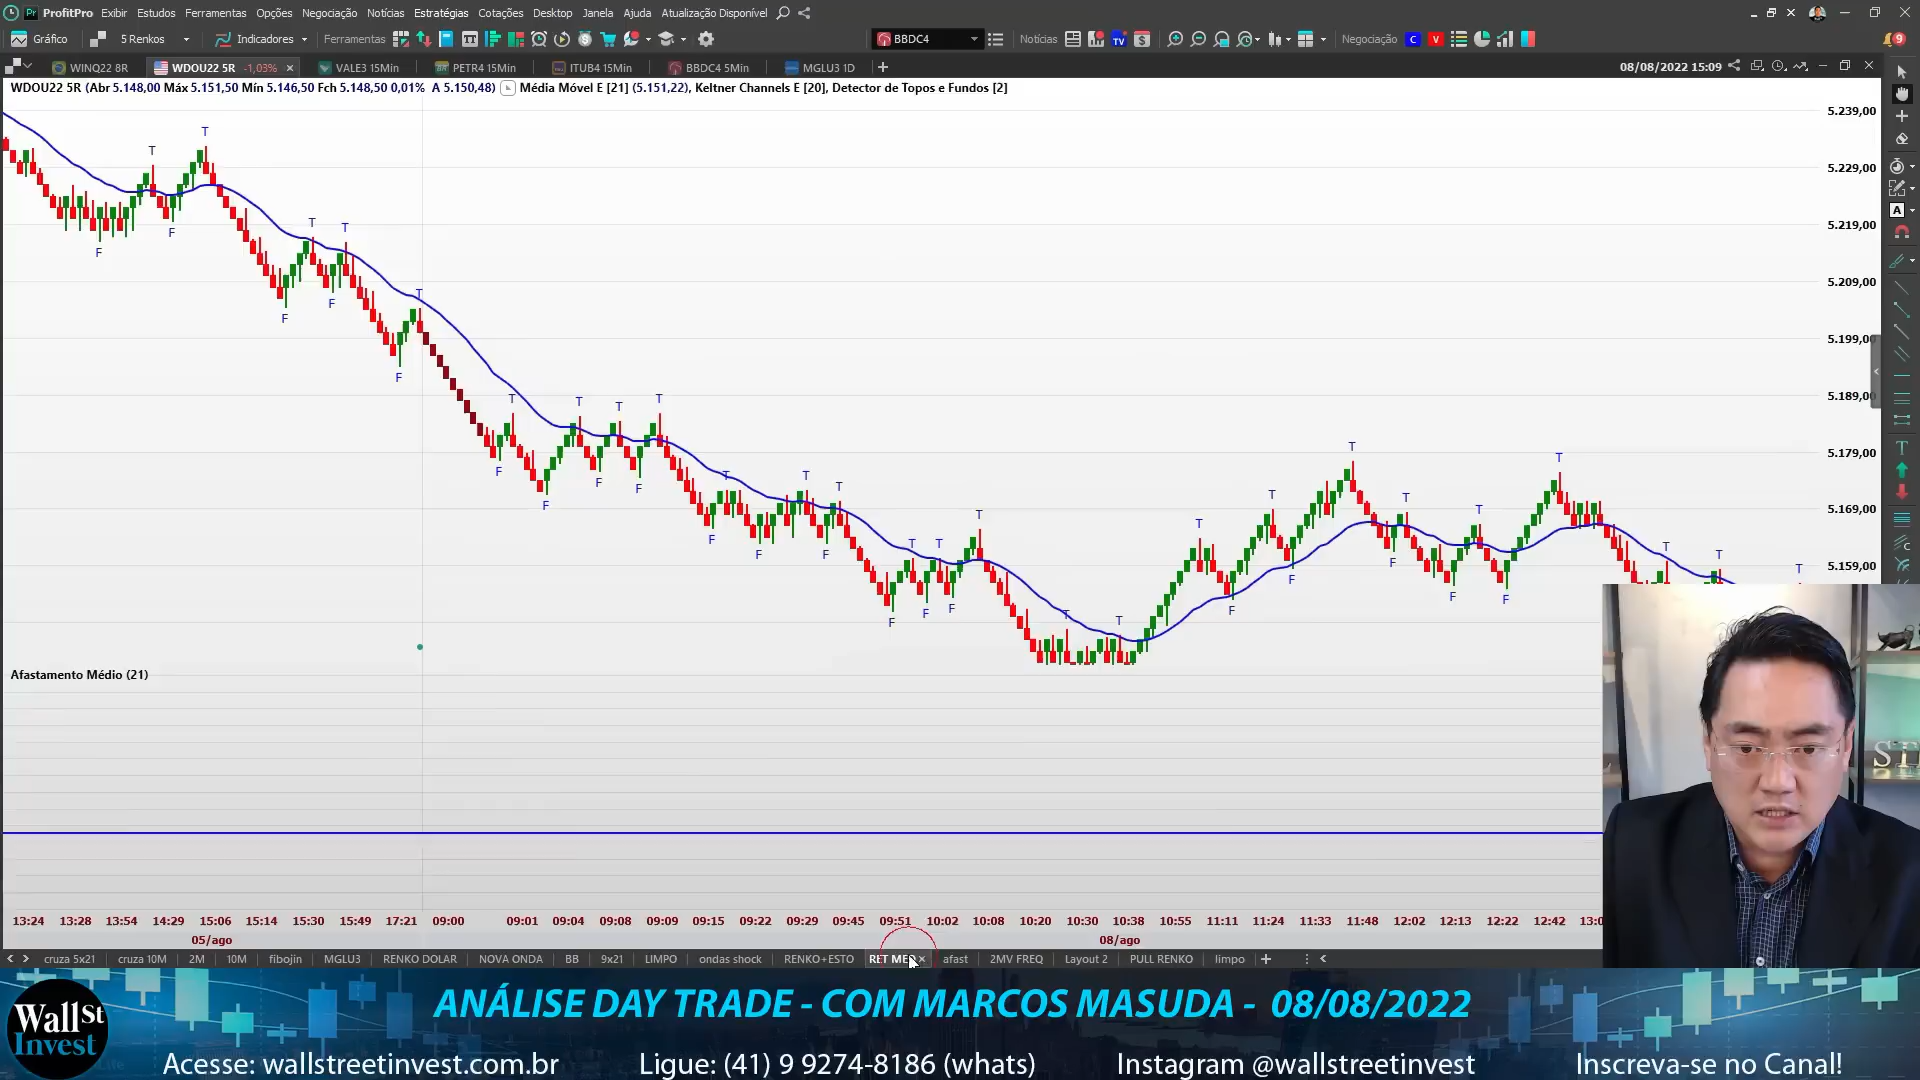 ProfitPro Exibir Estudos Ferramentas Opções Negociação Notícias Estratégias Cotações Desktop Janela Ajuda Atualização Disponível
Gráfico 5 Renkos Indicadores Ferramentas BBDC4 Notícias Negociação C V 9
WINQ22 8R WDOU22 5R -1,03% VALE3 15Min PETR4 15Min ITUB4 15Min BBDC4 5Min MGLU3 1D 08/08/2022 15:09
WDOU22 5R (Abr 5.148,00 Máx 5.151,50 Mín 5.146,50 Fch 5.148,50 0,01% A 5.150,48) Média Móvel E [21] (5.151,22), Keltner Channels E [20], Detector de Topos e Fundos [2]
5.239,00
5.229,00
5.219,00
5.209,00
5.199,00
5.189,00
5.179,00
5.169,00
5.159,00
Afastamento Médio (21)
13:24 13:28 13:54 14:29 15:06 15:14 15:30 15:49 17:21 09:00 09:01 09:04 09:08 09:09 09:15 09:22 09:29 09:45 09:51 10:02 10:08 10:20 10:30 10:38 10:55 11:11 11:24 11:33 11:48 12:02 12:13 12:22 12:42
05/ago 08/ago
cruza 5x21 cruza 10M 2M 10M fibojin MGLU3 RENKO DOLAR NOVA ONDA BB 9x21 LIMPO ondas shock RENKO+ESTO RET afast 2MV FREQ Layout 2 PULL RENKO limpo
ANÁLISE DAY TRADE - COM MARCOS MASUDA - 08/08/2022
Wall St
Invest
Acesse: wallstreetinvest.com.br Ligue: (41) 9 9274-8186 (whats) Instagram @wallstreetinvest Inscreva-se no Canal!